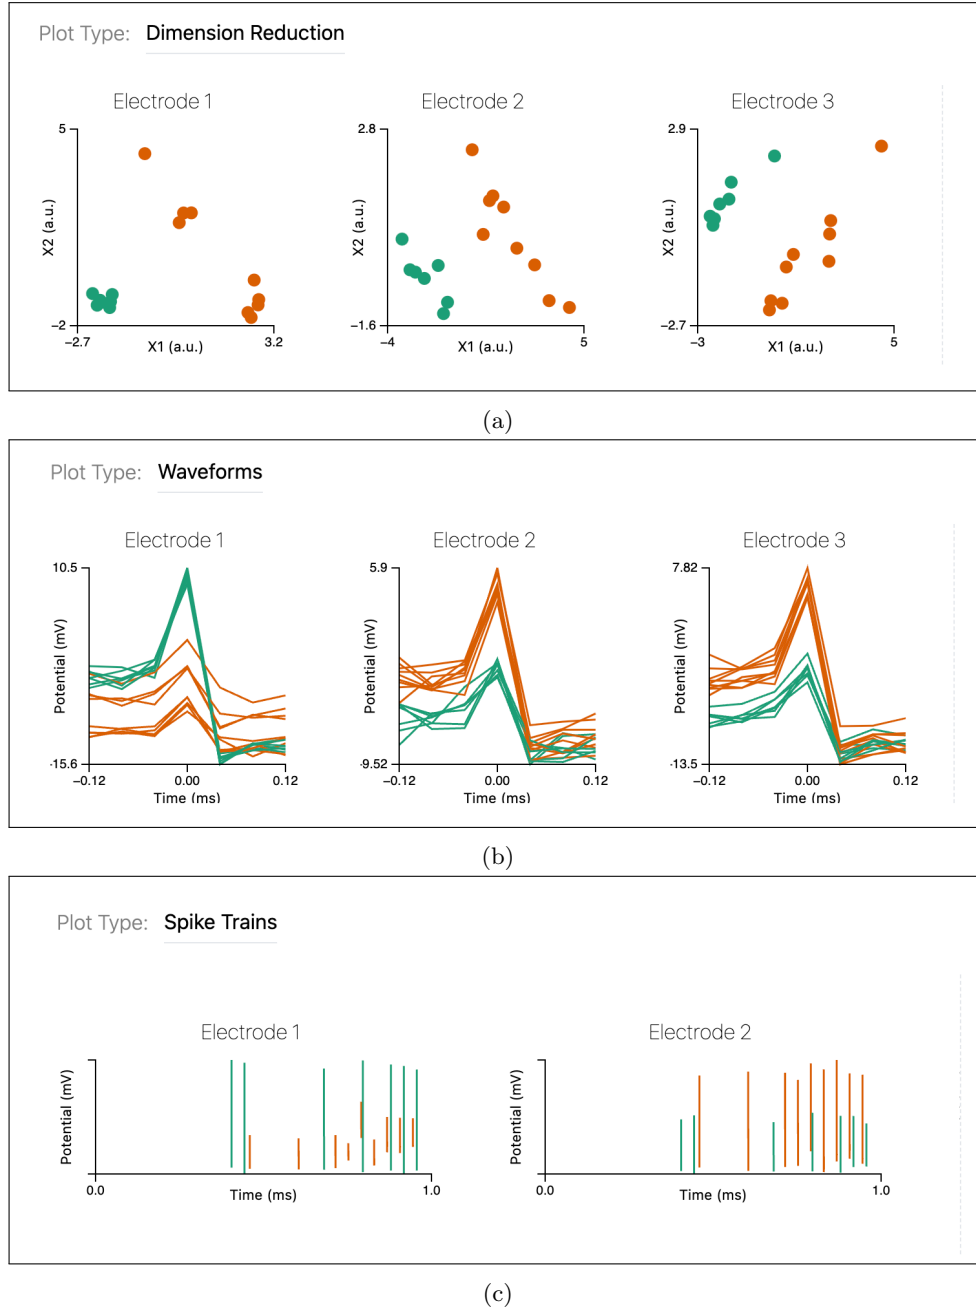 Plot Type: Dimension Reduction
Electrode 1 Electrode 2 Electrode 3
5 2.8 2.9
X2 (a.u.) X2 (a.u.) X2 (a.u.)
−2 −1.6 −2.7
−2.7 3.2 −4 5 −3 5
X1 (a.u.) X1 (a.u.) X1 (a.u.)
(a)
Plot Type: Waveforms
Electrode 1 Electrode 2 Electrode 3
10.5 5.9 7.82
Potential (mV) Potential (mV) Potential (mV)
-15.6 -9.52 -13.5
−0.12 0.00 0.12 −0.12 0.00 0.12 −0.12 0.00 0.12
Time (ms) Time (ms) Time (ms)
(b)
Plot Type: Spike Trains
Electrode 1 Electrode 2
Potential (mV) Potential (mV)
0.0 1.0 0.0 1.0
Time (ms) Time (ms)
(c)